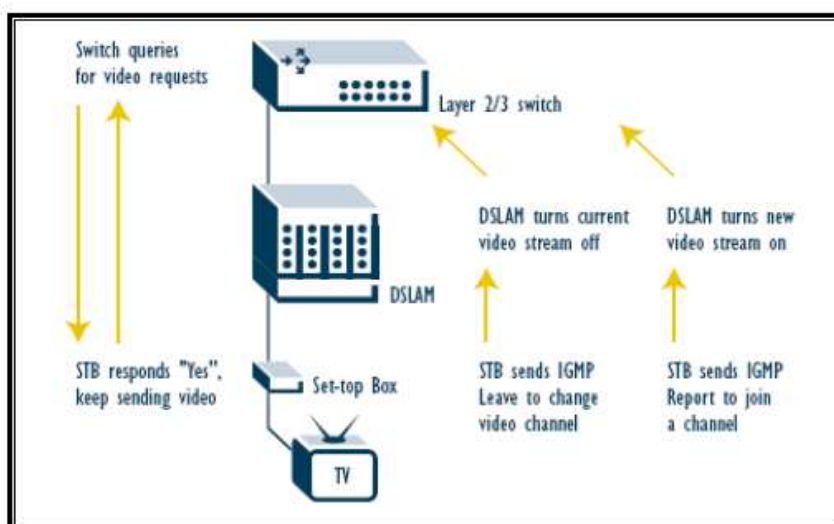 Switch queries
for video requests
Layer 2/3 switch
DSLAM turns current
video stream off
DSLAM turns new
video stream on
DSLAM
STB responds "Yes",
keep sending video
Set-top Box
STB sends IGMP
Leave to change
video channel
STB sends IGMP
Report to join
a channel
TV